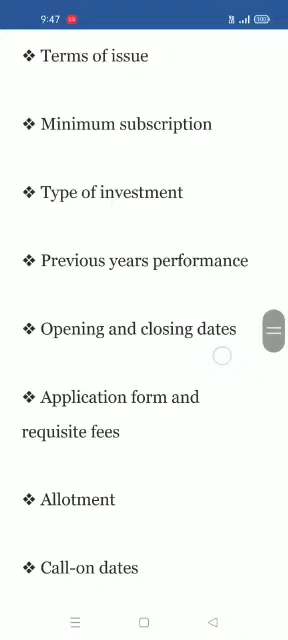 9:47
❖ Terms of issue
❖ Minimum subscription
❖ Type of investment
❖ Previous years performance
❖ Opening and closing dates
❖ Application form and
requisite fees
❖ Allotment
❖ Call-on dates